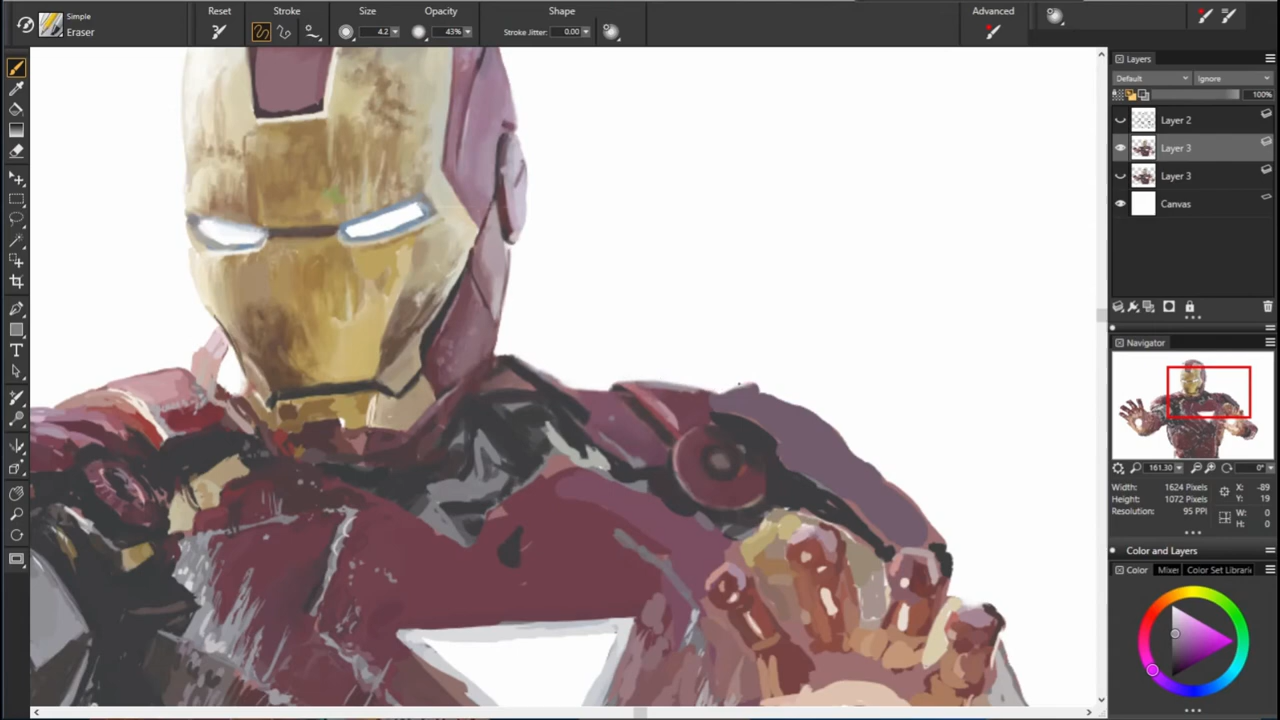 Simple
Eraser
Reset
Stroke
Size
4.2
Opacity
43%
Shape
Stroke Jitter: 0.00
Advanced
Layers
Default
Ignore
100%
Layer 2
Layer 3
Layer 3
Canvas
Navigator
161.30
0°
Width: 1624 Pixels
Height: 1072 Pixels
Resolution: 95 PPI
X: -89
Y: 19
W: 0
H: 0
Color and Layers
Color
Mixer
Color Set Librari